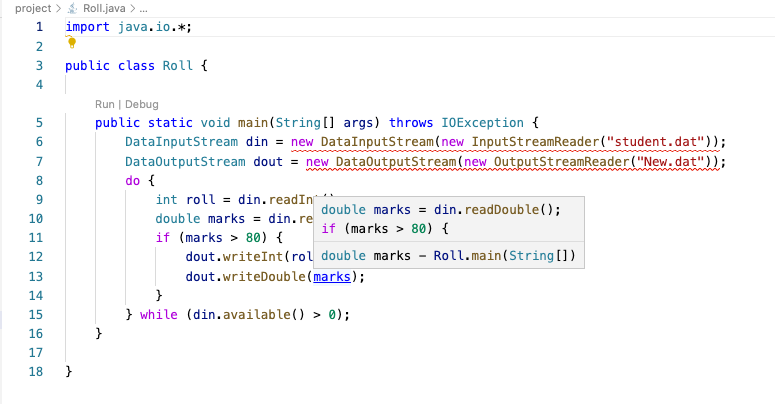 project > Roll.java > ...
1 import java.io.*;
2
3 public class Roll {
4
Run | Debug
5 public static void main(String[] args) throws IOException {
6 DataInputStream din = new DataInputStream(new InputStreamReader("student.dat"));
7 DataOutputStream dout = new DataOutputStream(new OutputStreamReader("New.dat"));
8 do {
9 int roll = din.readInt()
10 double marks = din.re
11 if (marks > 80) {
12 dout.writeInt(rol
13 dout.writeDouble(marks);
14 }
15 } while (din.available() > 0);
16 }
17
18 }
double marks = din.readDouble();
if (marks > 80) {
double marks - Roll.main(String[])